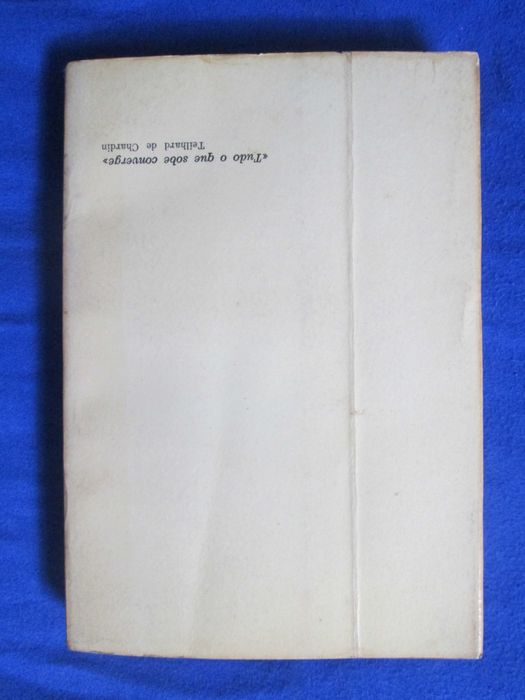 «Tudo o que sobe converge»
Teilhard de Chardin